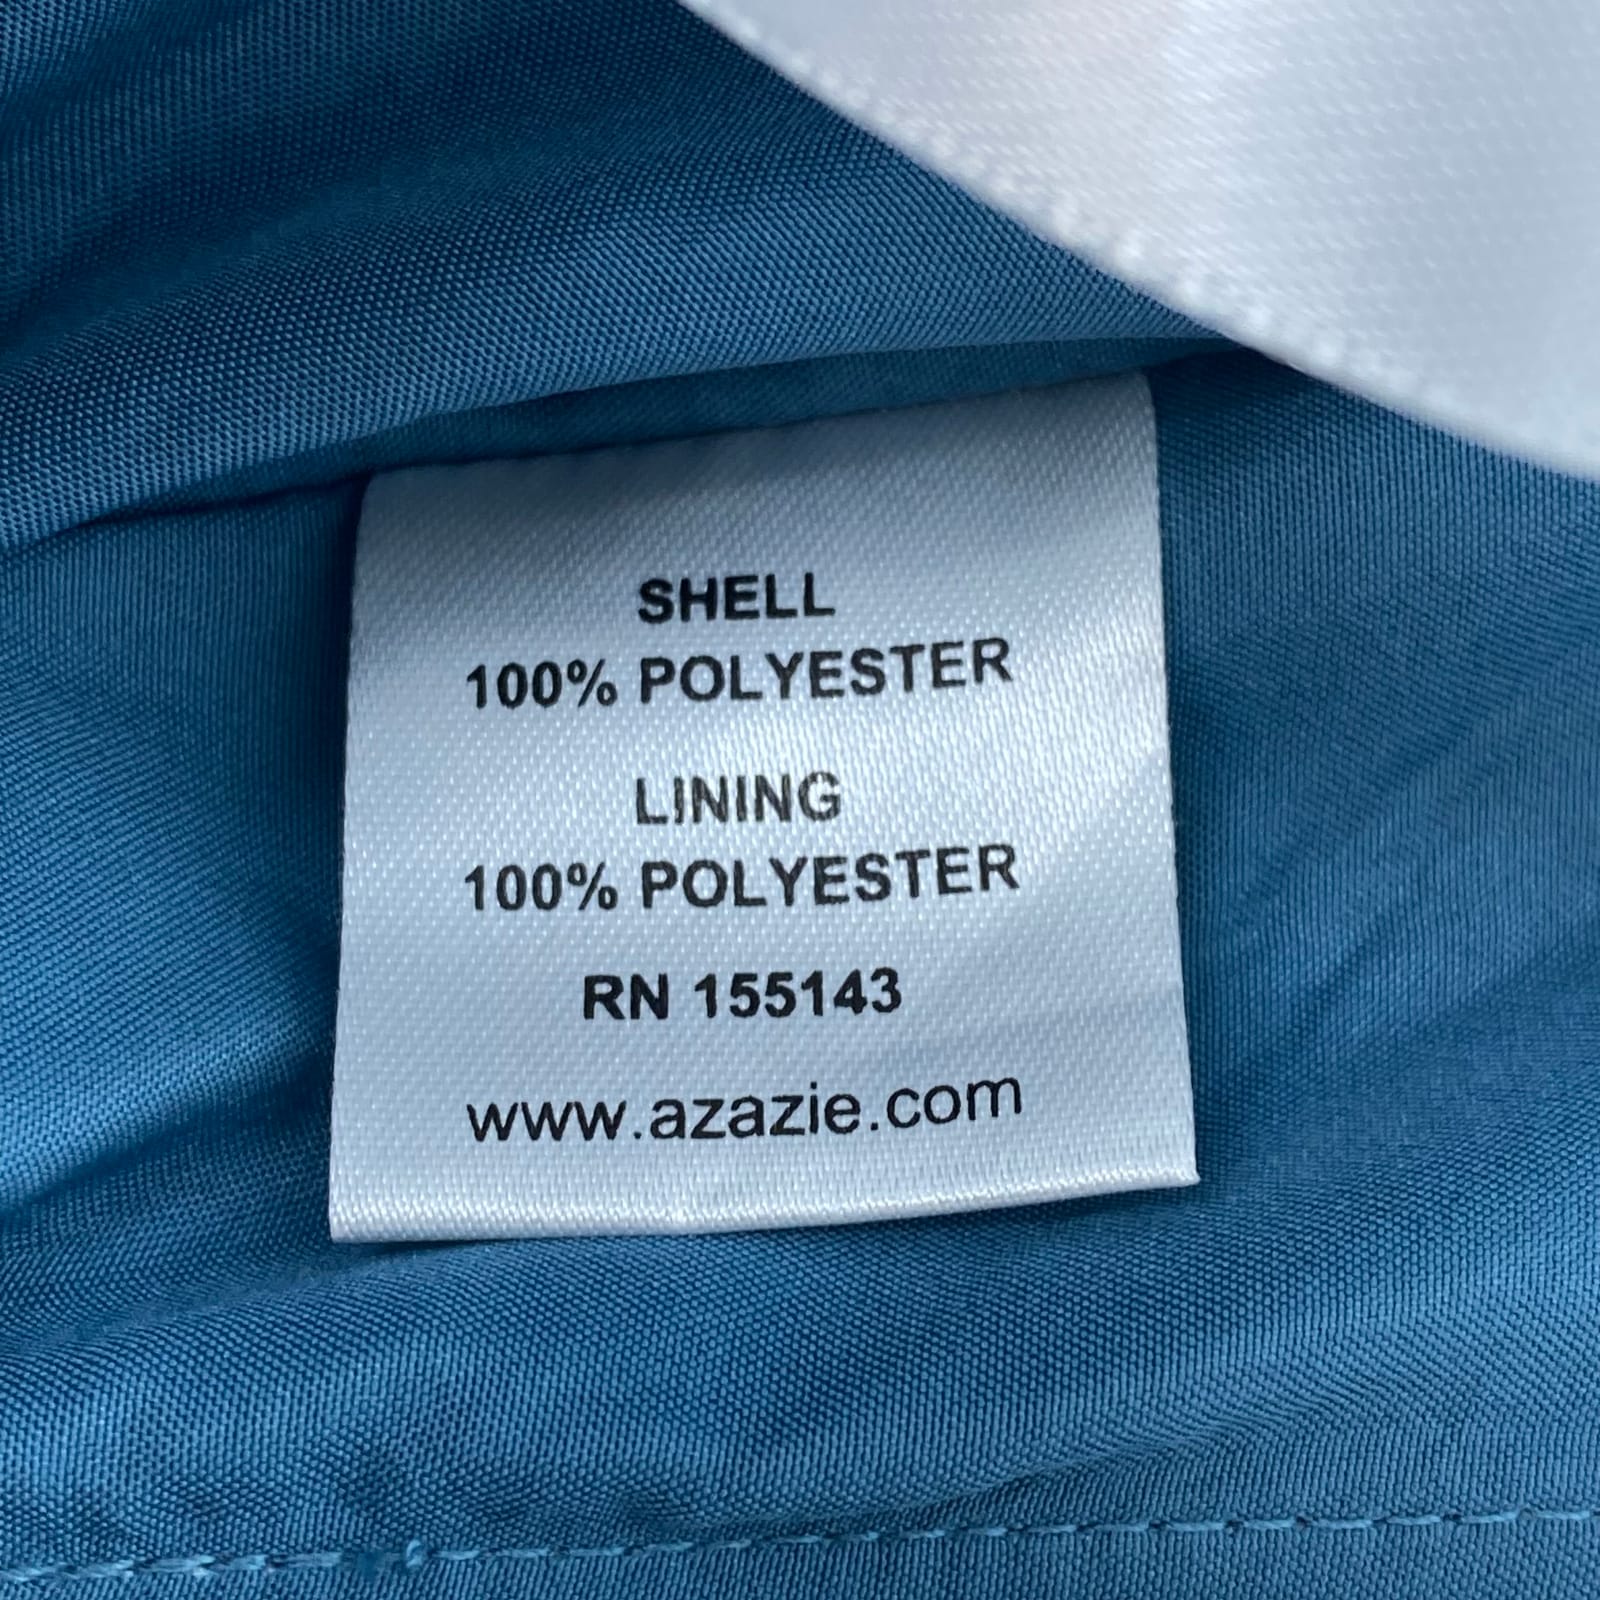 SHELL
100% POLYESTER
LINING
100% POLYESTER
RN 155143
www.azazie.com